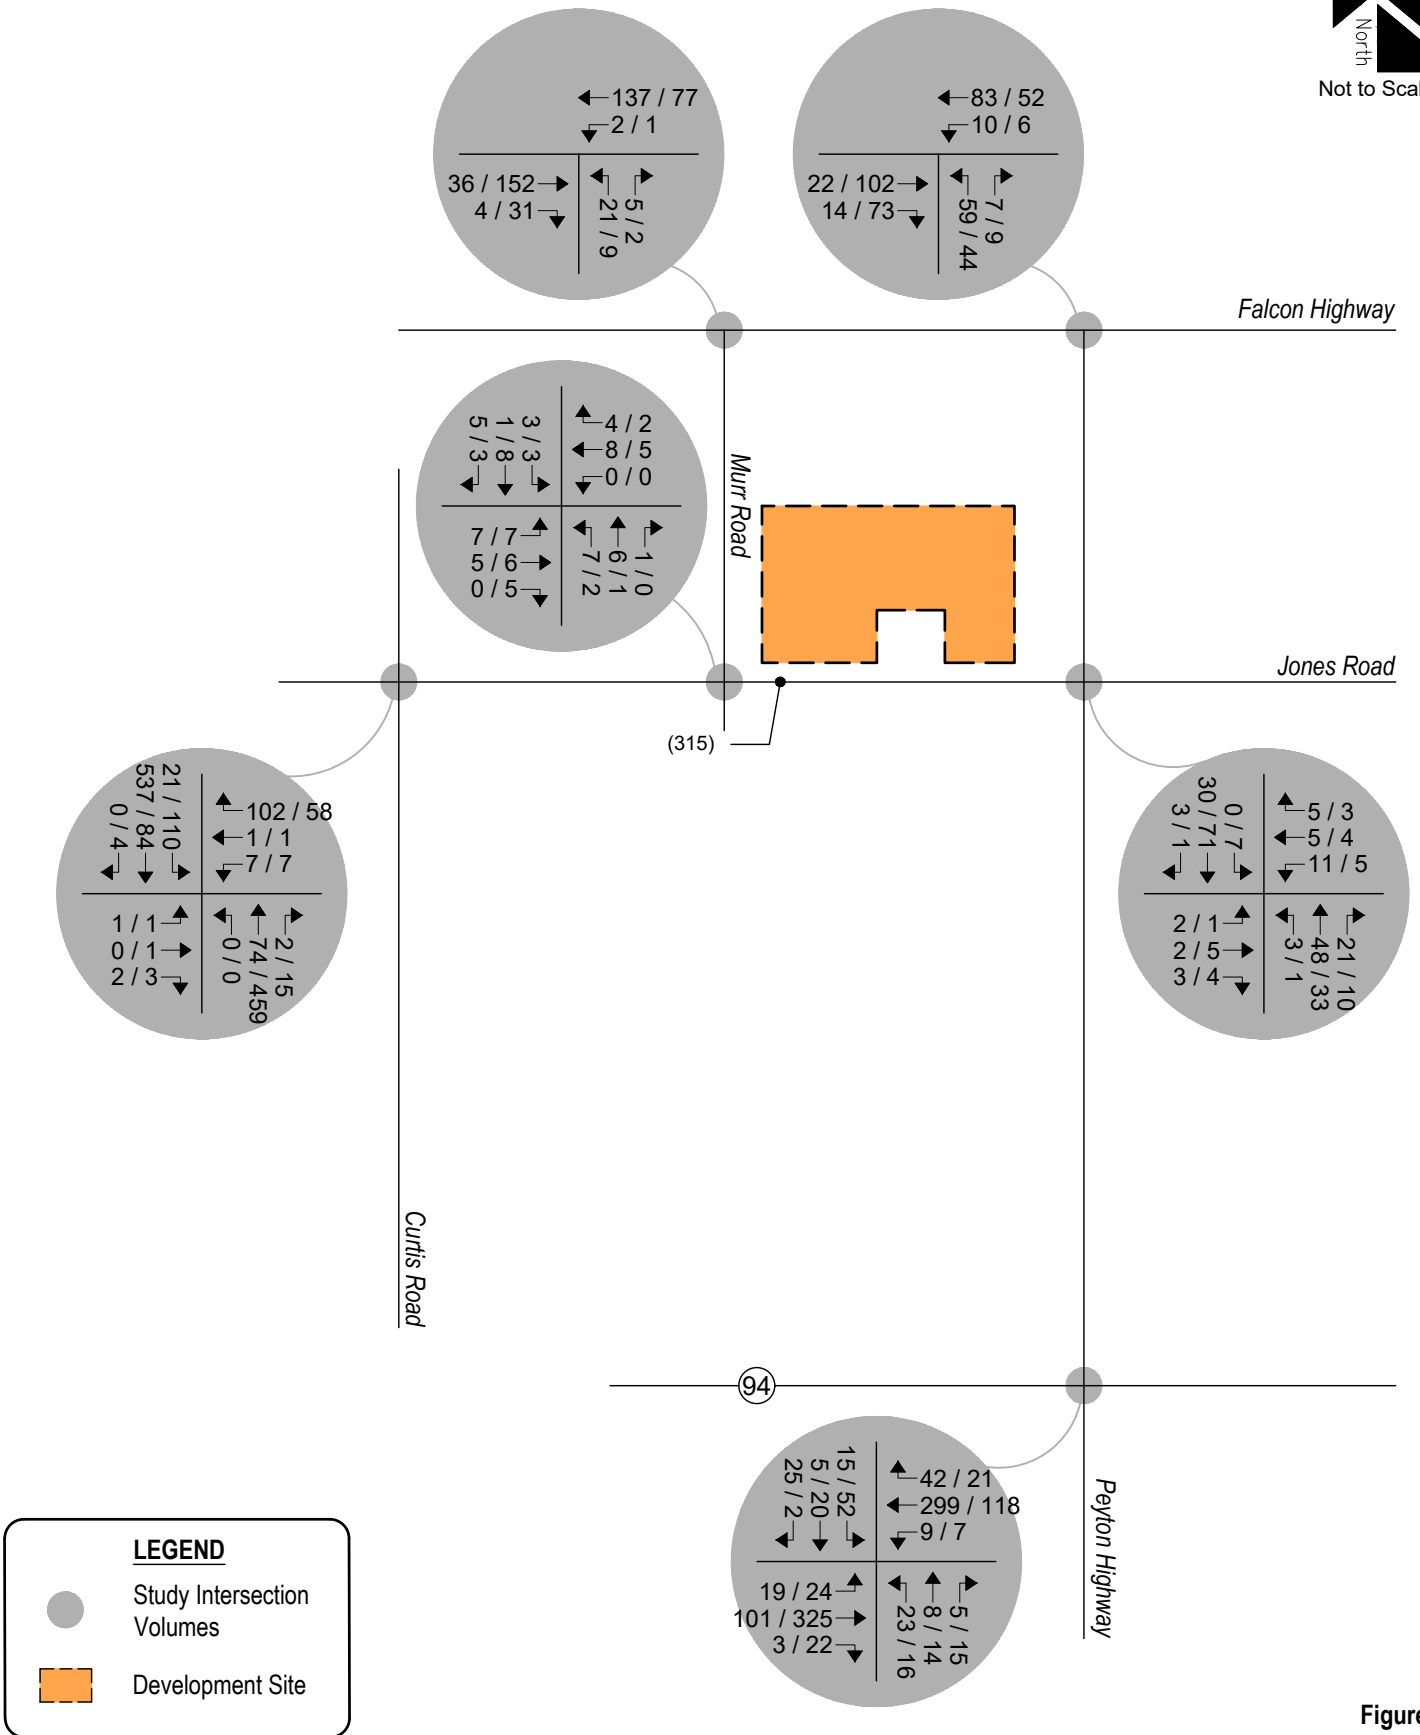 North
Not to Scal
137 / 77
2 / 1
36 / 152
4 / 31
21 / 9
5 / 2
83 / 52
10 / 6
22 / 102
14 / 73
59 / 44
7 / 9
Falcon Highway
5 / 3
1 / 8
3 / 3
4 / 2
8 / 5
0 / 0
7 / 7
5 / 6
0 / 5
7 / 2
6 / 1
1 / 0
Murr Road
Jones Road
(315)
0 / 4
537 / 84
21 / 110
102 / 58
1 / 1
7 / 7
1 / 1
0 / 1
2 / 3
0 / 0
74 / 459
2 / 15
3 / 1
30 / 71
0 / 7
5 / 3
5 / 4
11 / 5
2 / 1
2 / 5
3 / 4
3 / 1
48 / 33
21 / 10
Curtis Road
94
25 / 2
5 / 20
15 / 52
42 / 21
299 / 118
9 / 7
19 / 24
101 / 325
3 / 22
23 / 16
8 / 14
5 / 15
Peyton Highway
LEGEND
Study Intersection
Volumes
Development Site
Figure